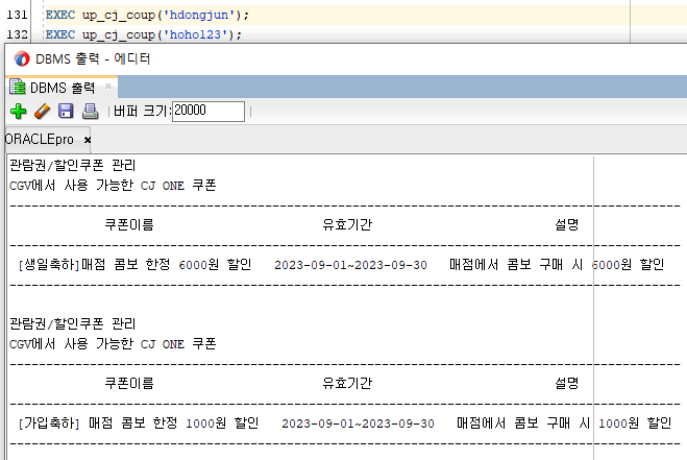 131 EXEC up_cj_coup('hdongjun');
132 EXEC up_cj_coup('hoho123');
DBMS 출력 - 에디터
DBMS 출력 ×
버퍼 크기: 20000
ORACLEpro ×
관람권/할인쿠폰 관리
CGV에서 사용 가능한 CJ ONE 쿠폰
----------------------------------------------------------------------------------------------
쿠폰이름 유효기간 설명
----------------------------------------------------------------------------------------------
[생일축하]매점 콤보 한정 6000원 할인 2023-09-01~2023-09-30 매점에서 콤보 구매 시 6000원 할인
----------------------------------------------------------------------------------------------
관람권/할인쿠폰 관리
CGV에서 사용 가능한 CJ ONE 쿠폰
----------------------------------------------------------------------------------------------
쿠폰이름 유효기간 설명
----------------------------------------------------------------------------------------------
[가입축하] 매점 콤보 한정 1000원 할인 2023-09-01~2023-09-30 매점에서 콤보 구매 시 1000원 할인
----------------------------------------------------------------------------------------------